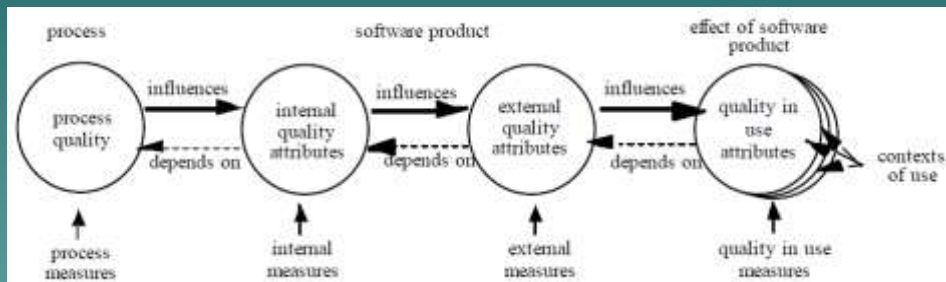 process
software product
effect of software
product
influences
influences
influences
process
quality
internal
quality
attributes
external
quality
attributes
quality in
use
attributes
depends on
depends on
depends on
contexts
of use
process
measures
internal
measures
external
measures
quality in use
measures